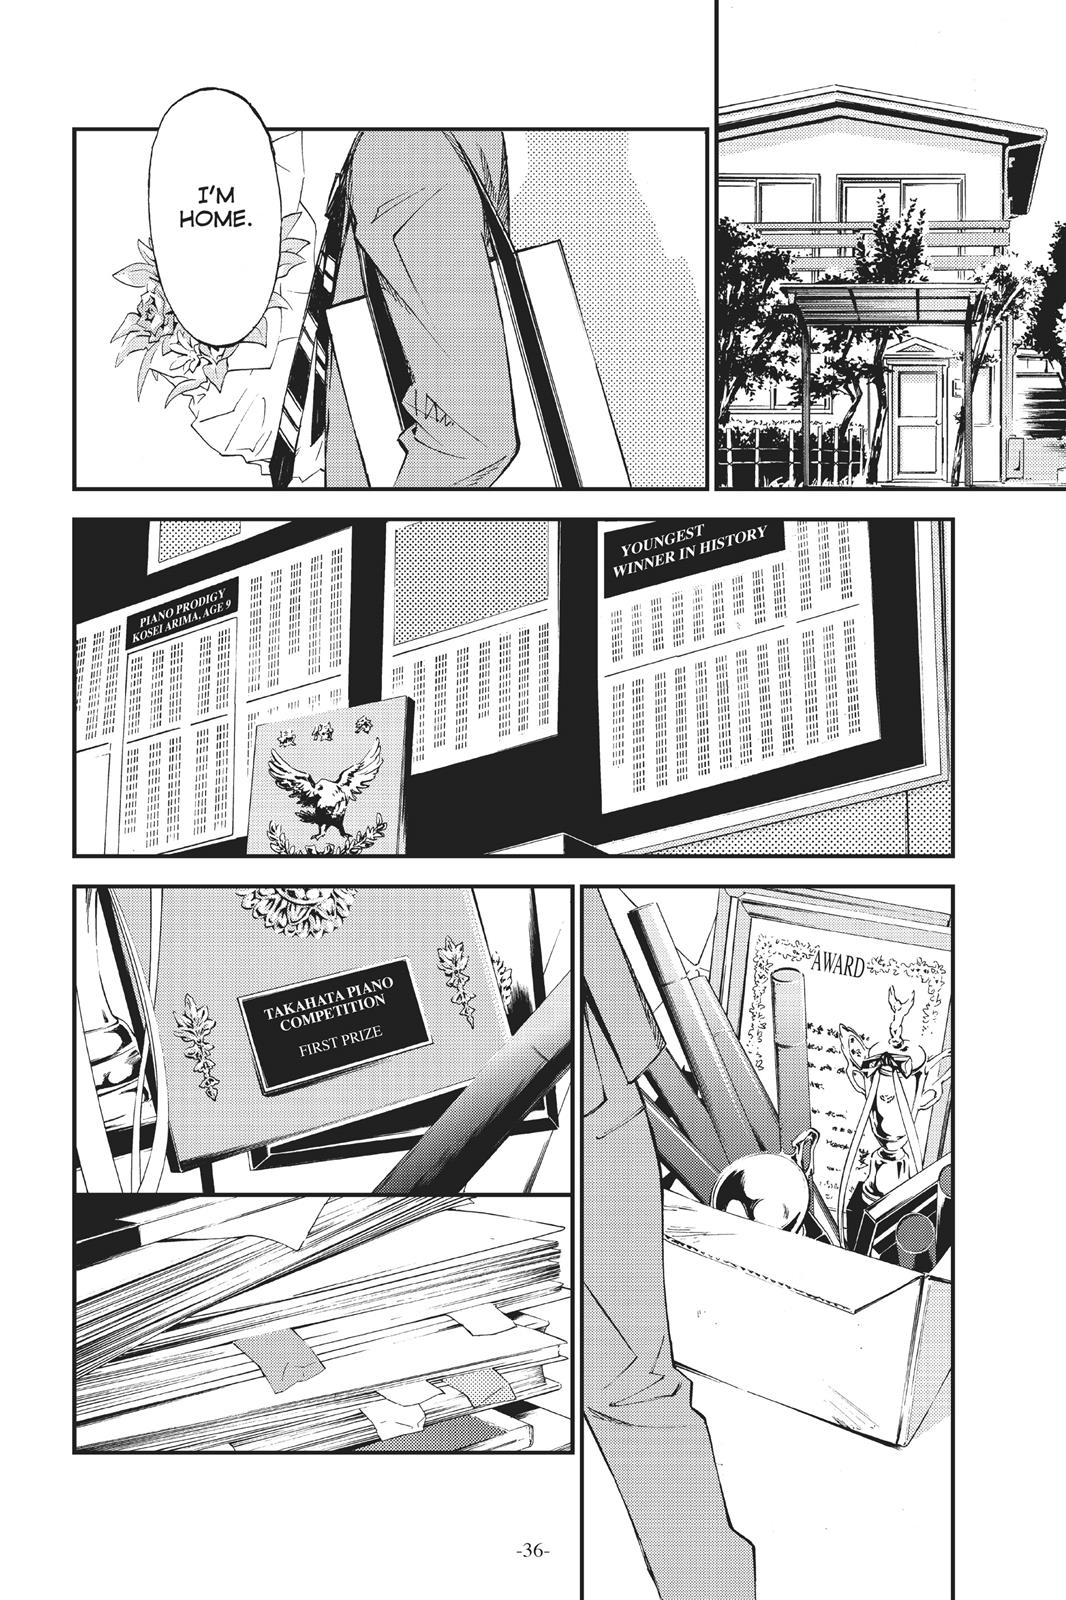 I'M
HOME.
YOUNGEST
WINNER IN HISTORY
PIANO PRODIGY
KOSEI ARIMA, AGE 9
AWARD
TAKAHATA PIANO
COMPETITION
FIRST PRIZE
-36-